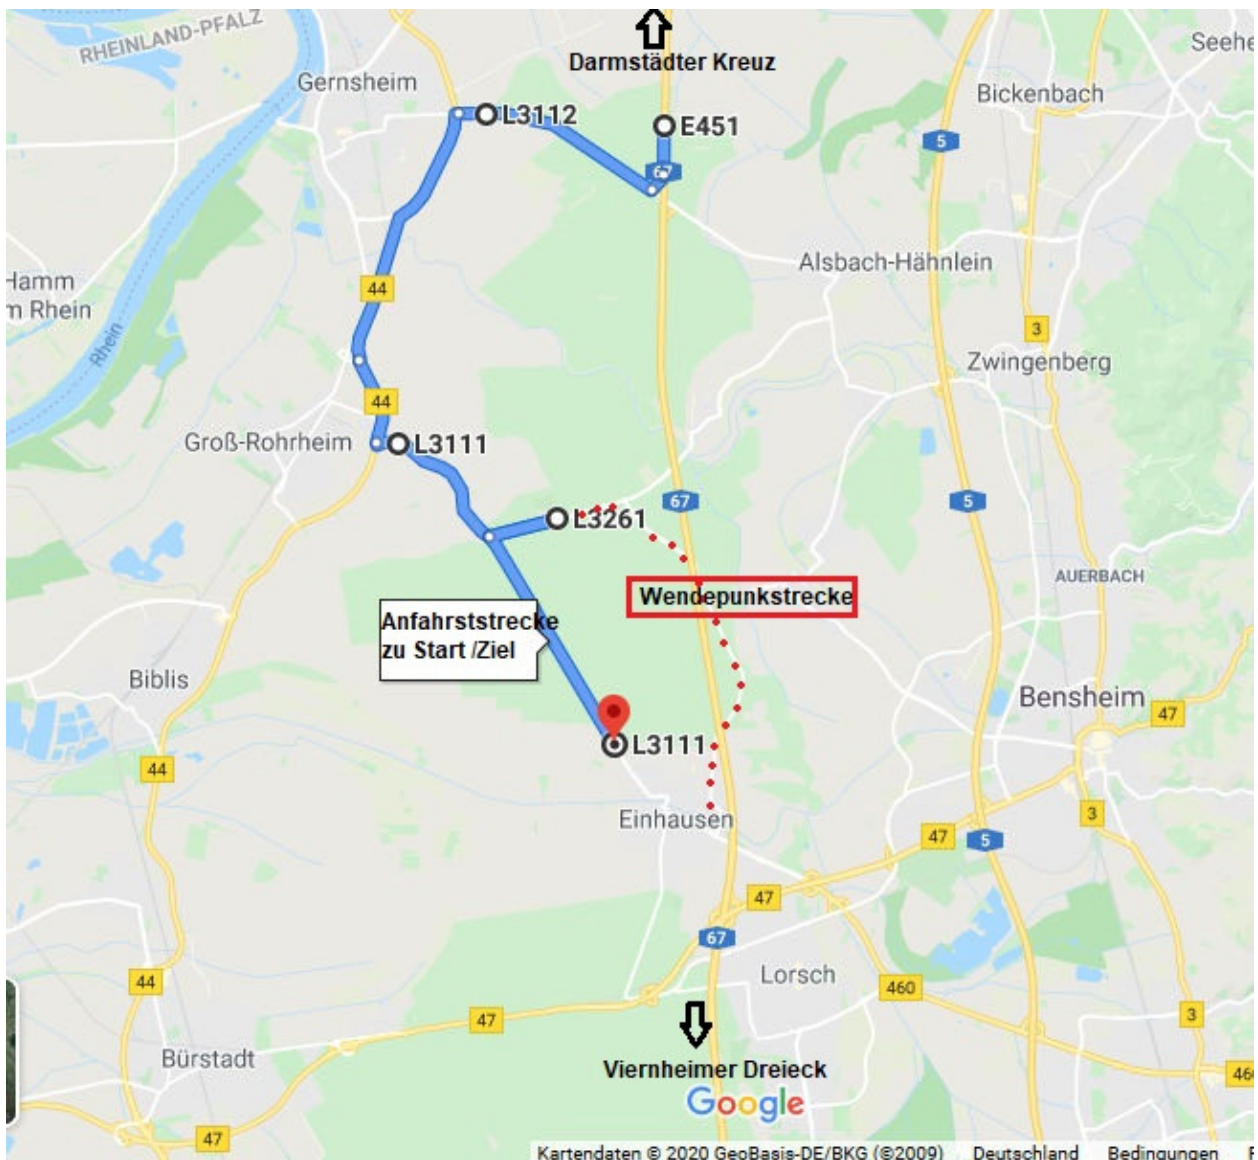 RHEINLAND-PFALZ
Darmstädter Kreuz
Seehe
Gernsheim
Bickenbach
L3112
E451
5
67
Alsbach-Hähnlein
Hamm
m Rhein
44
Rhein
3
Zwingenberg
44
Groß-Rohrheim
L3111
67
5
L3261
AUERBACH
Wendepunkstrecke
Anfahrststrecke
zu Start /Ziel
Biblis
Bensheim
47
L3111
44
Einhausen
3
47
5
47
67
Lorsch
44
460
47
3
Bürstadt
Viernheimer Dreieck
46
Google
47
Kartendaten © 2020 GeoBasis-DE/BKG (©2009) Deutschland Bedingungen